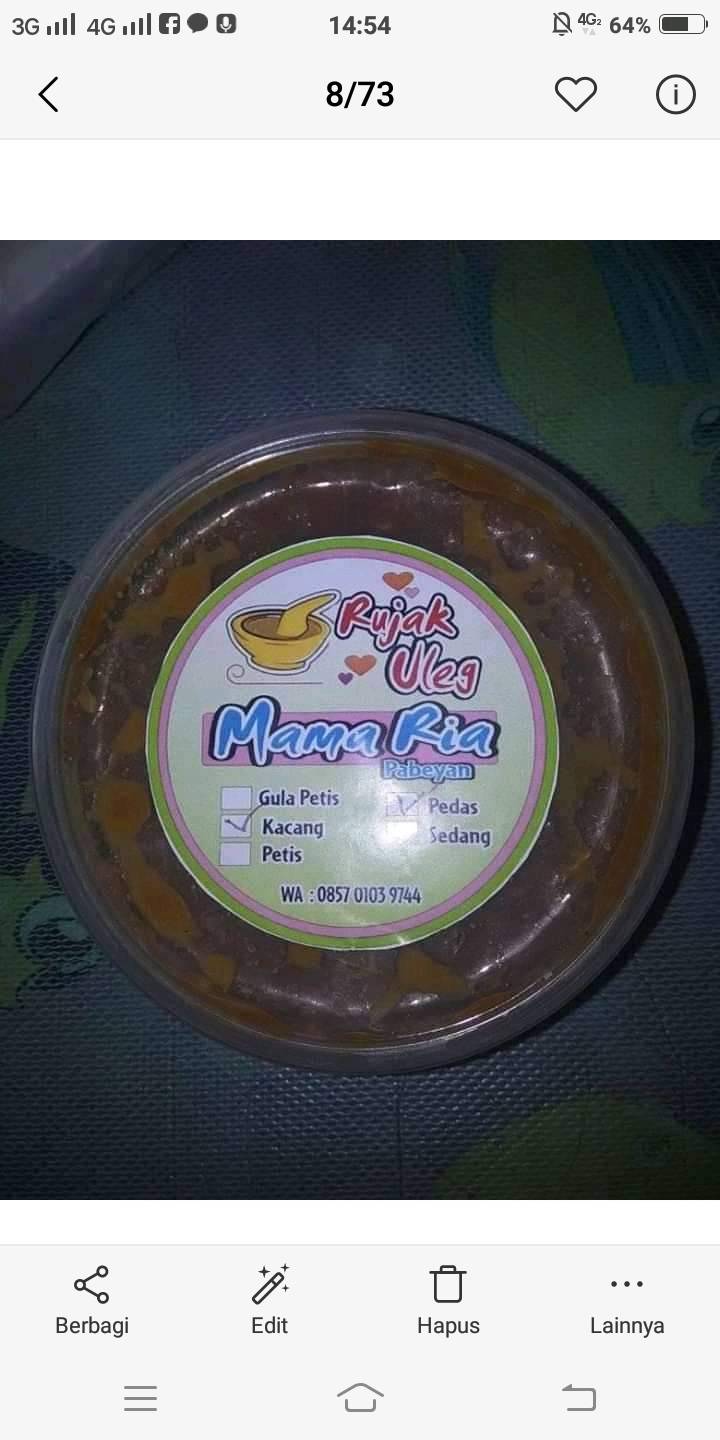 3G 4G 14:54 4G2 64%
8/73
Rujak
Uleg
Mama Ria
Pabeyan
Gula Petis
Pedas
Kacang
Sedang
Petis
WA : 0857 0103 9744
Berbagi Edit Hapus Lainnya